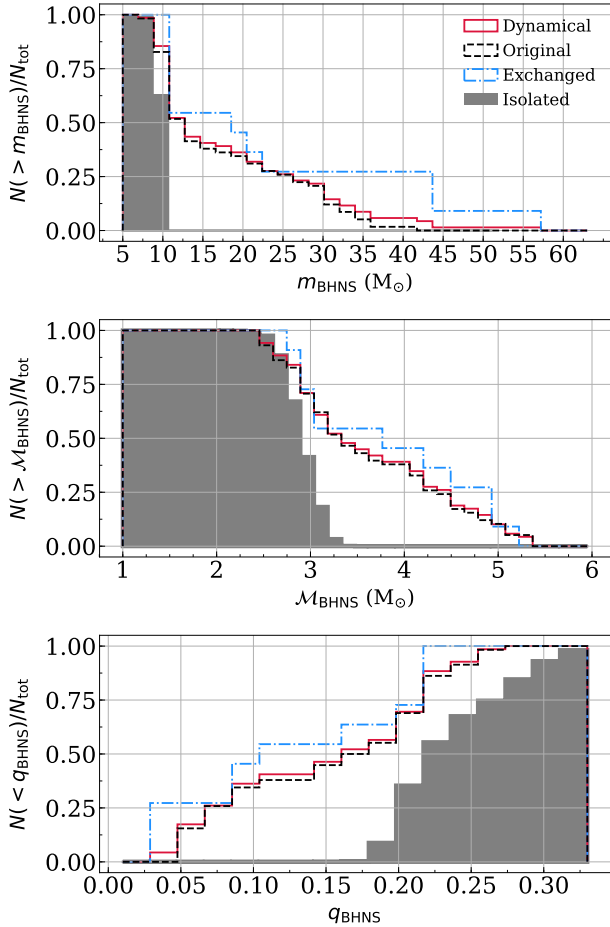 1.00
0.75
0.50
0.25
0.00
N(> m_BHNS)/N_tot
Dynamical
Original
Exchanged
Isolated
5 10 15 20 25 30 35 40 45 50 55 60
m_BHNS (M_⊙)
1.00
0.75
0.50
0.25
0.00
N(> ℳ_BHNS)/N_tot
1 2 3 4 5 6
ℳ_BHNS (M_⊙)
1.00
0.75
0.50
0.25
0.00
N(< q_BHNS)/N_tot
0.00 0.05 0.10 0.15 0.20 0.25 0.30
q_BHNS